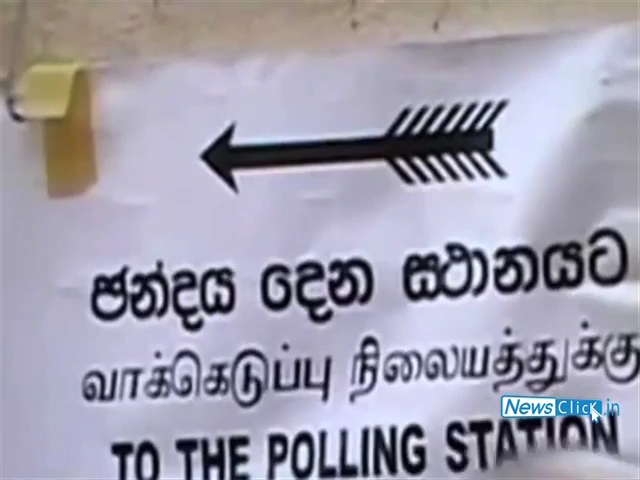 ඡන්දය දෙන ස්ථානයට
வாக்கெடுப்பு நிலையத்துக்கு
TO THE POLLING STATION
NewsClick.in